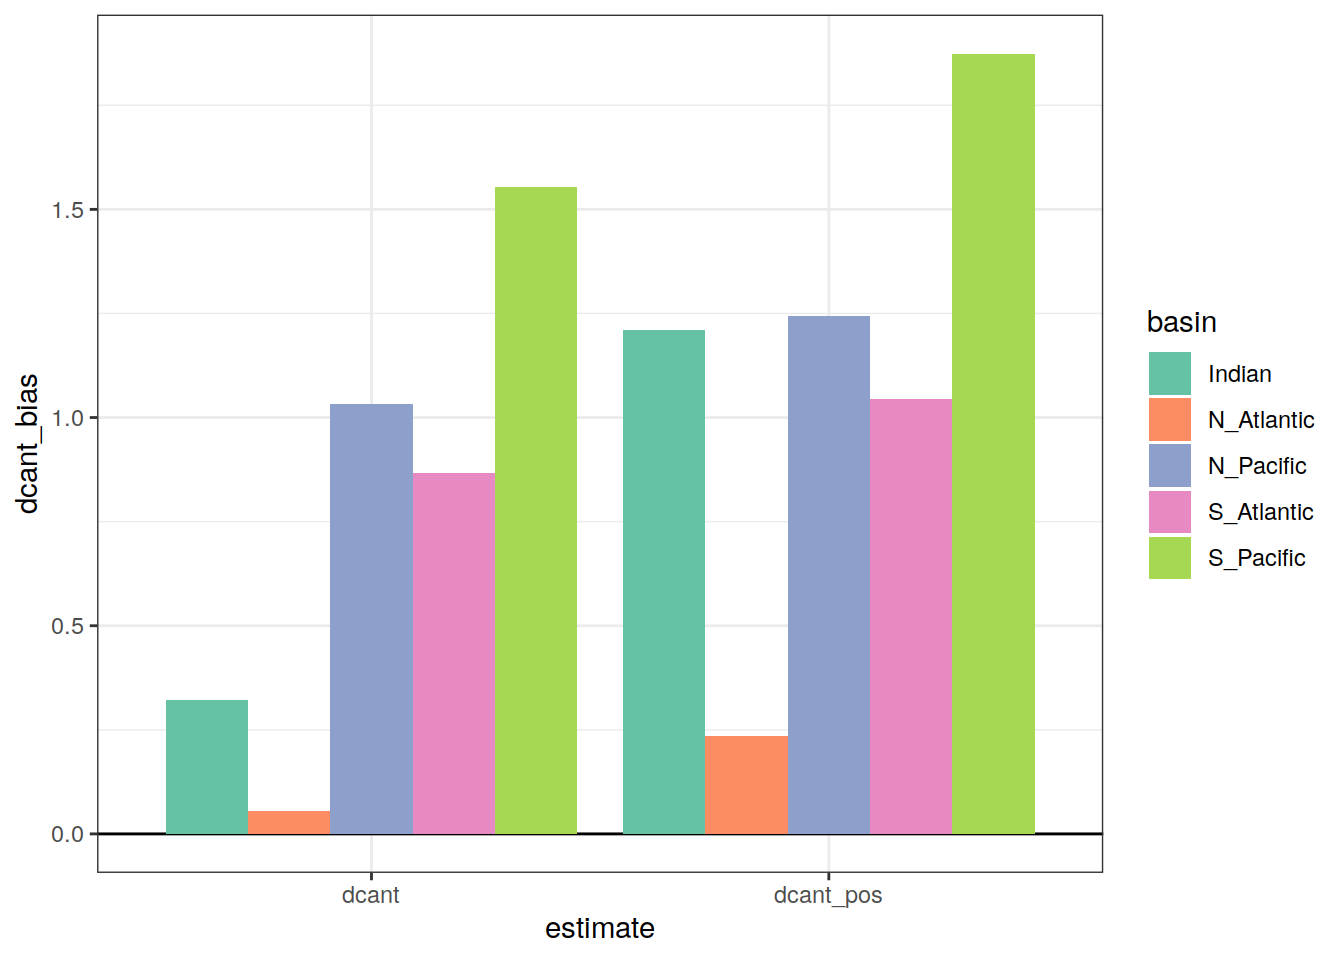 dcant_bias
1.5
1.0
0.5
0.0
dcant
dcant_pos
estimate
basin
Indian
N_Atlantic
N_Pacific
S_Atlantic
S_Pacific